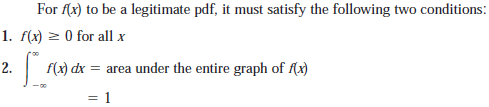 For f(x) to be a legitimate pdf, it must satisfy the following two conditions:
1. f(x) ≥ 0 for all x
2. ∫_{-∞}^{∞} f(x) dx = area under the entire graph of f(x)
= 1